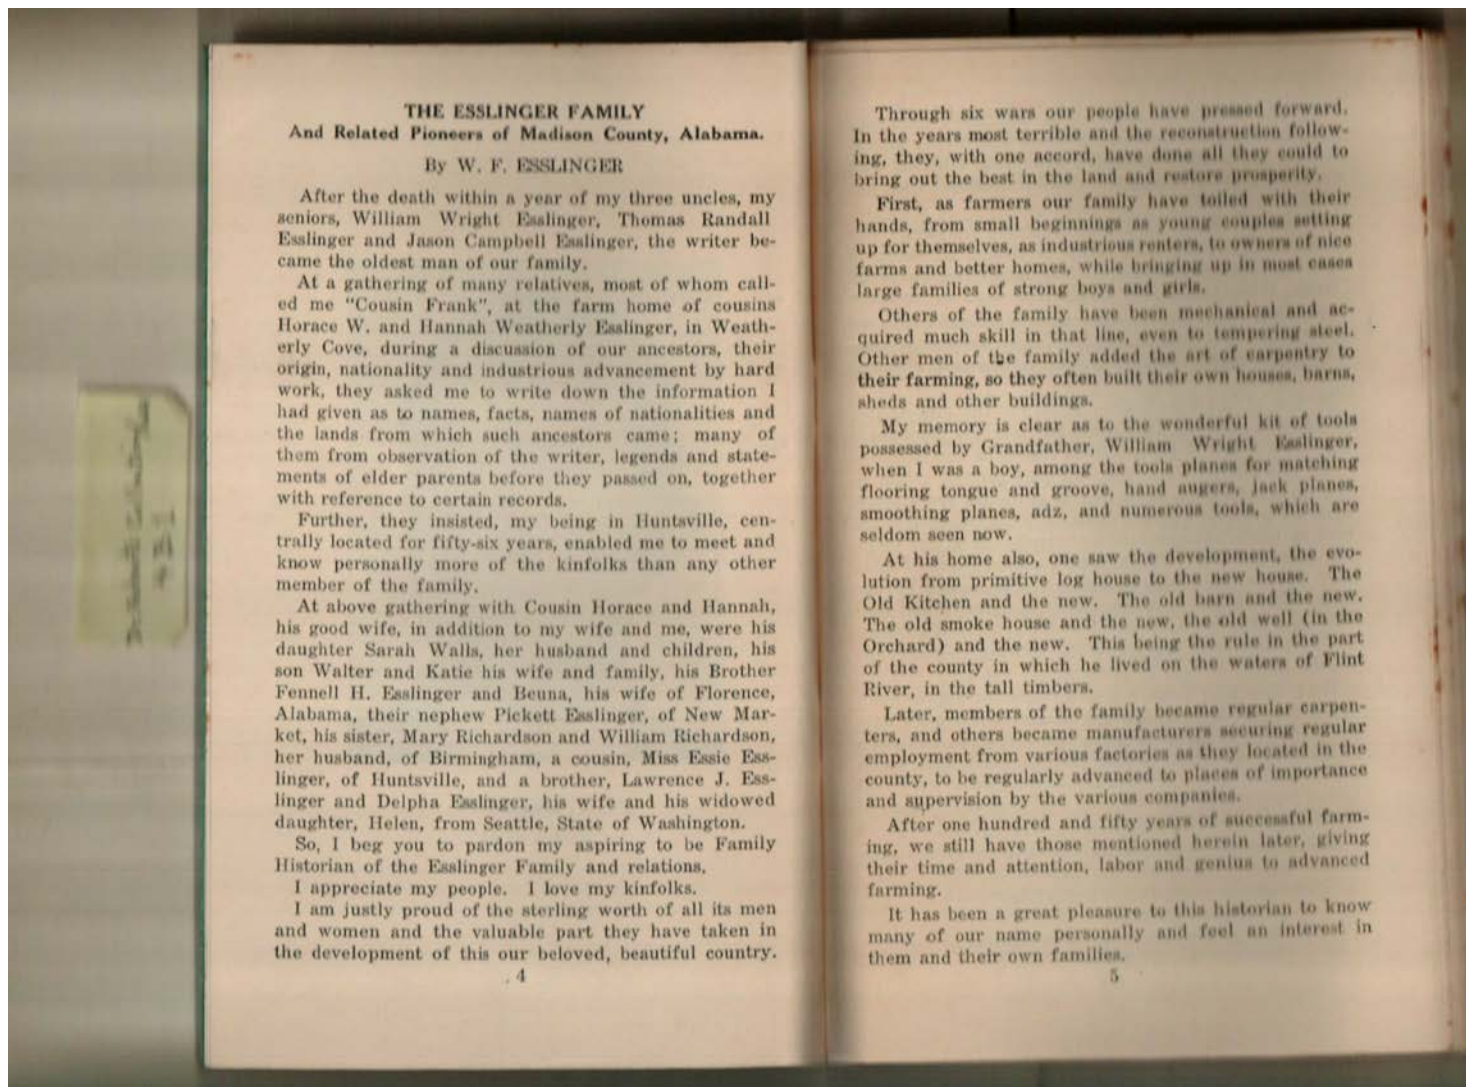 THE ESSLINGER FAMILY
And Related Pioneers of Madison County, Alabama.
By W. F. ESSLINGER
After the death within a year of my three uncles, my
seniors, William Wright Esslinger, Thomas Randall
Esslinger and Jason Campbell Esslinger, the writer be-
came the oldest man of our family.
At a gathering of many relatives, most of whom call-
ed me "Cousin Frank", at the farm home of cousins
Horace W. and Hannah Weatherly Esslinger, in Weath-
erly Cove, during a discussion of our ancestors, their
origin, nationality and industrious advancement by hard
work, they asked me to write down the information I
had given as to names, facts, names of nationalities and
the lands from which such ancestors came; many of
them from observation of the writer, legends and state-
ments of elder parents before they passed on, together
with reference to certain records.
Further, they insisted, my being in Huntsville, cen-
trally located for fifty-six years, enabled me to meet and
know personally more of the kinfolks than any other
member of the family.
At above gathering with Cousin Horace and Hannah,
his good wife, in addition to my wife and me, were his
daughter Sarah Walls, her husband and children, his
son Walter and Katie his wife and family, his Brother
Fennell H. Esslinger and Beuna, his wife of Florence,
Alabama, their nephew Pickett Esslinger, of New Mar-
ket, his sister, Mary Richardson and William Richardson,
her husband, of Birmingham, a cousin, Miss Essie Ess-
linger, of Huntsville, and a brother, Lawrence J. Ess-
linger and Delpha Esslinger, his wife and his widowed
daughter, Helen, from Seattle, State of Washington.
So, I beg you to pardon my aspiring to be Family
Historian of the Esslinger Family and relations.
I appreciate my people. I love my kinfolks.
I am justly proud of the sterling worth of all its men
and women and the valuable part they have taken in
the development of this our beloved, beautiful country.
4
Through six wars our people have pressed forward.
In the years most terrible and the reconstruction follow-
ing, they, with one accord, have done all they could to
bring out the best in the land and restore prosperity.
First, as farmers our family have toiled with their
hands, from small beginnings as young couples setting
up for themselves, as industrious renters, to owners of nice
farms and better homes, while bringing up in most cases
large families of strong boys and girls.
Others of the family have been mechanical and ac-
quired much skill in that line, even to tempering steel.
Other men of the family added the art of carpentry to
their farming, so they often built their own houses, barns,
sheds and other buildings.
My memory is clear as to the wonderful kit of tools
possessed by Grandfather, William Wright Esslinger,
when I was a boy, among the tools planes for matching
flooring tongue and groove, hand augers, jack planes,
smoothing planes, adz, and numerous tools, which are
seldom seen now.
At his home also, one saw the development, the evo-
lution from primitive log house to the new house. The
Old Kitchen and the new. The old barn and the new.
The old smoke house and the new, the old well (in the
Orchard) and the new. This being the rule in the part
of the county in which he lived on the waters of Flint
River, in the tall timbers.
Later, members of the family became regular carpen-
ters, and others became manufacturers securing regular
employment from various factories as they located in the
county, to be regularly advanced to places of importance
and supervision by the various companies.
After one hundred and fifty years of successful farm-
ing, we still have those mentioned herein later, giving
their time and attention, labor and genius to advanced
farming.
It has been a great pleasure to this historian to know
many of our name personally and feel an interest in
them and their own families.
5